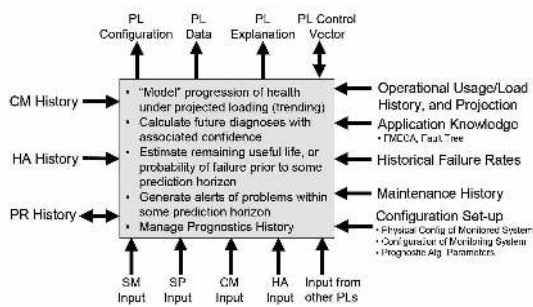 PL
Configuration
PL
Data
PL
Explanation
PL Control
Vector
CM History
HA History
PR History
• "Model" progression of health
under projected loading (trending)
• Calculate future diagnoses with
associated confidence
• Estimate remaining useful life, or
probability of failure prior to some
prediction horizon
• Generate alerts of problems within
some prediction horizon
• Manage Prognostics History
Operational Usage/Load
History, and Projection
Application Knowledge
• FMECA, Fault Tree
Historical Failure Rates
Maintenance History
Configuration Set-up
• Physical Config of Monitored System
• Configuration of Monitoring System
• Prognostic Alg. Parameters
SM
Input
SP
Input
CM
Input
HA
Input
Input from
other PLs